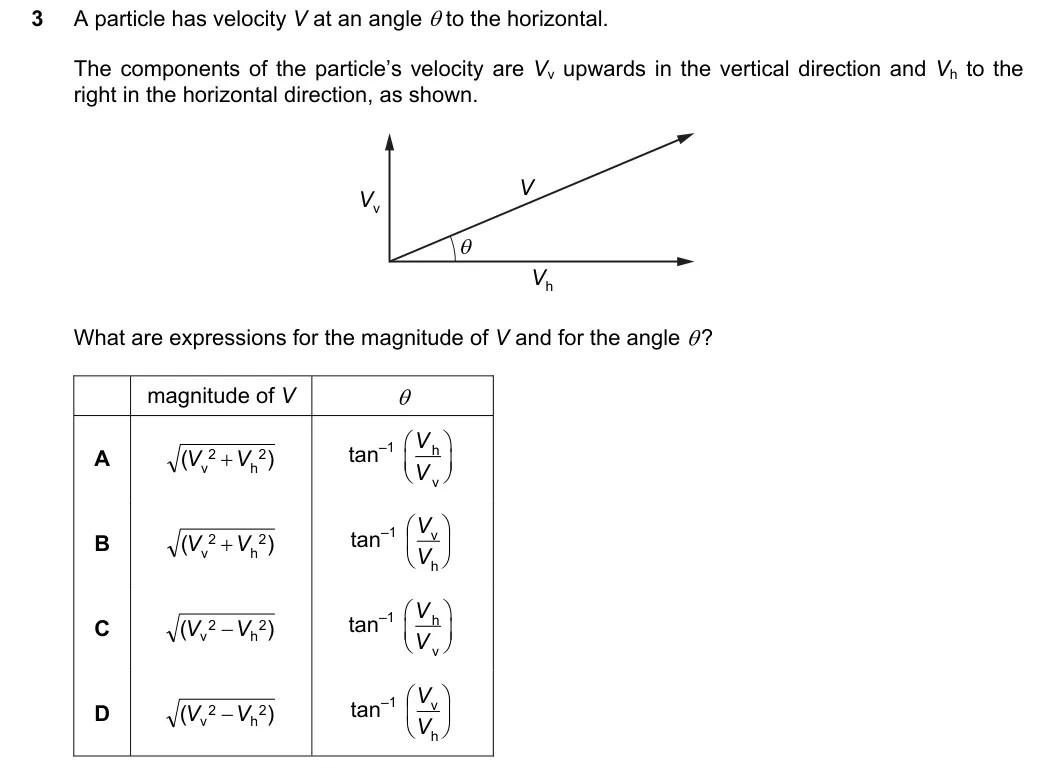 3 A particle has velocity V at an angle θ to the horizontal.
The components of the particle's velocity are Vv upwards in the vertical direction and Vh to the
right in the horizontal direction, as shown.
Vv
V
θ
Vh
What are expressions for the magnitude of V and for the angle θ?
magnitude of V θ
A √(Vv² + Vh²) tan⁻¹ (Vh/Vv)
B √(Vv² + Vh²) tan⁻¹ (Vv/Vh)
C √(Vv² – Vh²) tan⁻¹ (Vh/Vv)
D √(Vv² – Vh²) tan⁻¹ (Vv/Vh)